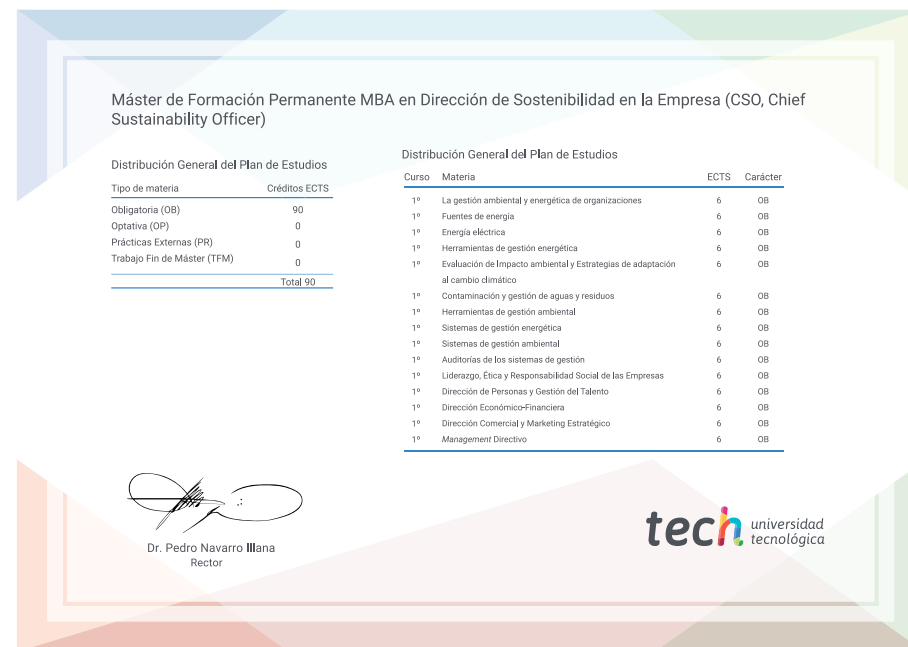 Máster de Formación Permanente MBA en Dirección de Sostenibilidad en la Empresa (CSO, Chief
Sustainability Officer)
Distribución General del Plan de Estudios
Tipo de materia Créditos ECTS
Obligatoria (OB) 90
Optativa (OP) 0
Prácticas Externas (PR) 0
Trabajo Fin de Máster (TFM) 0
Total 90
Distribución General del Plan de Estudios
Curso Materia ECTS Carácter
1º La gestión ambiental y energética de organizaciones 6 OB
1º Fuentes de energia 6 OB
1º Energía eléctrica 6 OB
1º Herramientas de gestión energética 6 OB
1º Evaluación de Impacto ambiental y Estrategias de adaptación 6 OB
al cambio climático
1º Contaminación y gestión de aguas y residuos 6 OB
1º Herramientas de gestión ambiental 6 OB
1º Sistemas de gestión energética 6 OB
1º Sistemas de gestión ambiental 6 OB
1º Auditorías de los sistemas de gestión 6 OB
1º Liderazgo, Ética y Responsabilidad Social de las Empresas 6 OB
1º Dirección de Personas y Gestión del Talento 6 OB
1º Dirección Económico-Financiera 6 OB
1º Dirección Comercial y Marketing Estratégico 6 OB
1º Management Directivo 6 OB
Dr. Pedro Navarro Illana
Rector
tech universidad
tecnológica